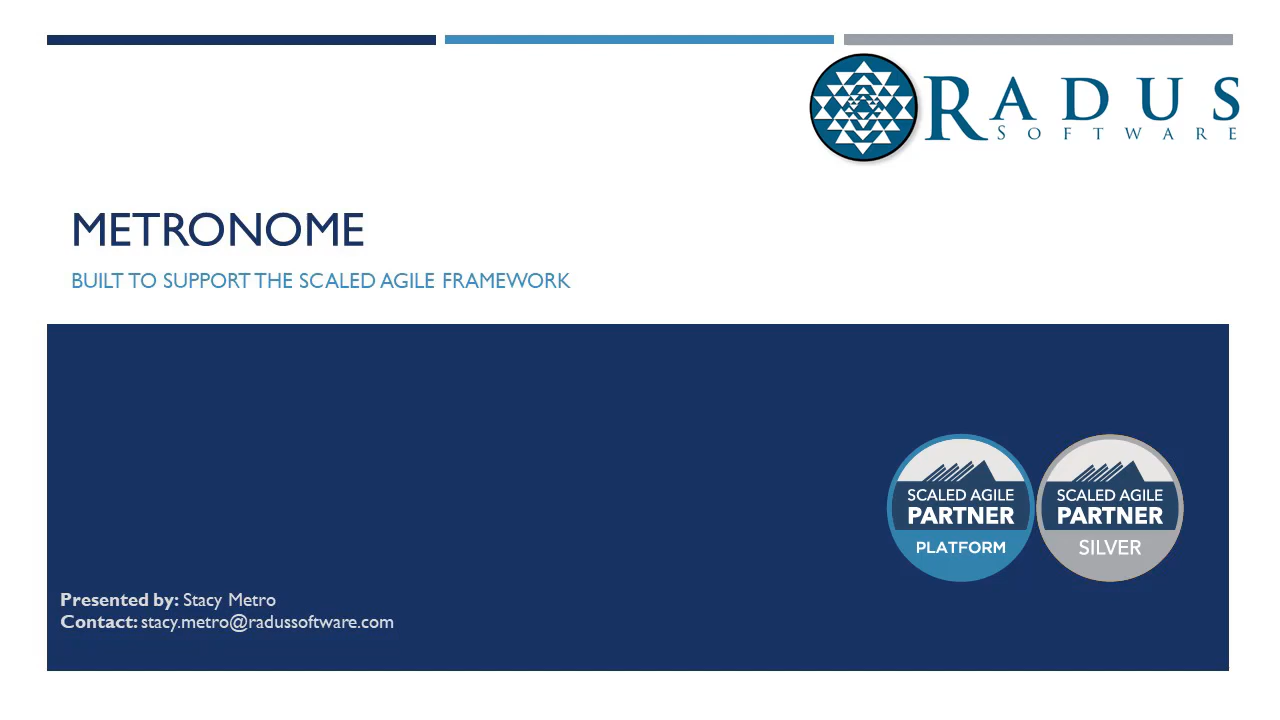 RADUS
SOFTWARE
METRONOME
BUILT TO SUPPORT THE SCALED AGILE FRAMEWORK
SCALED AGILE
PARTNER
PLATFORM
SCALED AGILE
PARTNER
SILVER
Presented by: Stacy Metro
Contact: stacy.metro@radussoftware.com